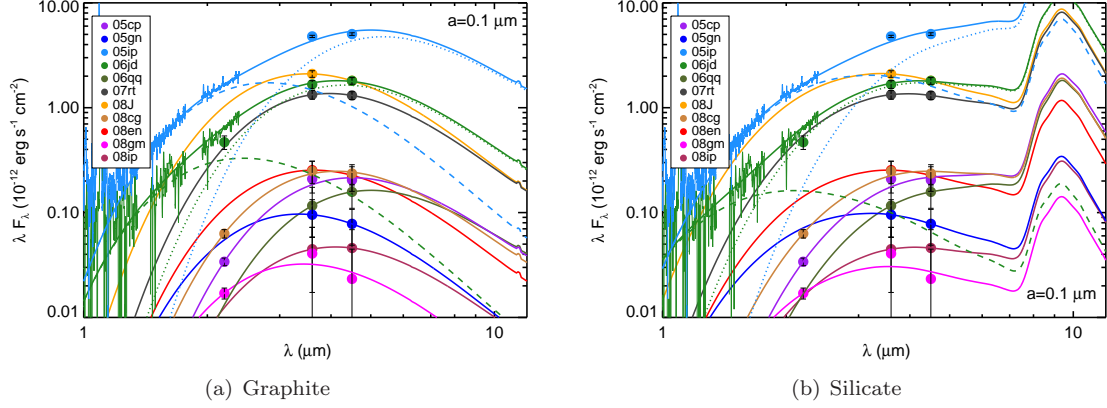 a=0.1 μm
05cp
05gn
05ip
06jd
06qq
07rt
08J
08cg
08en
08gm
08ip
10.00
1.00
0.10
0.01
λ Fλ (10-12 erg s-1 cm-2)
1
10
λ (μm)
(a) Graphite
05cp
05gn
05ip
06jd
06qq
07rt
08J
08cg
08en
08gm
08ip
10.00
1.00
0.10
0.01
λ Fλ (10-12 erg s-1 cm-2)
a=0.1 μm
1
10
λ (μm)
(b) Silicate